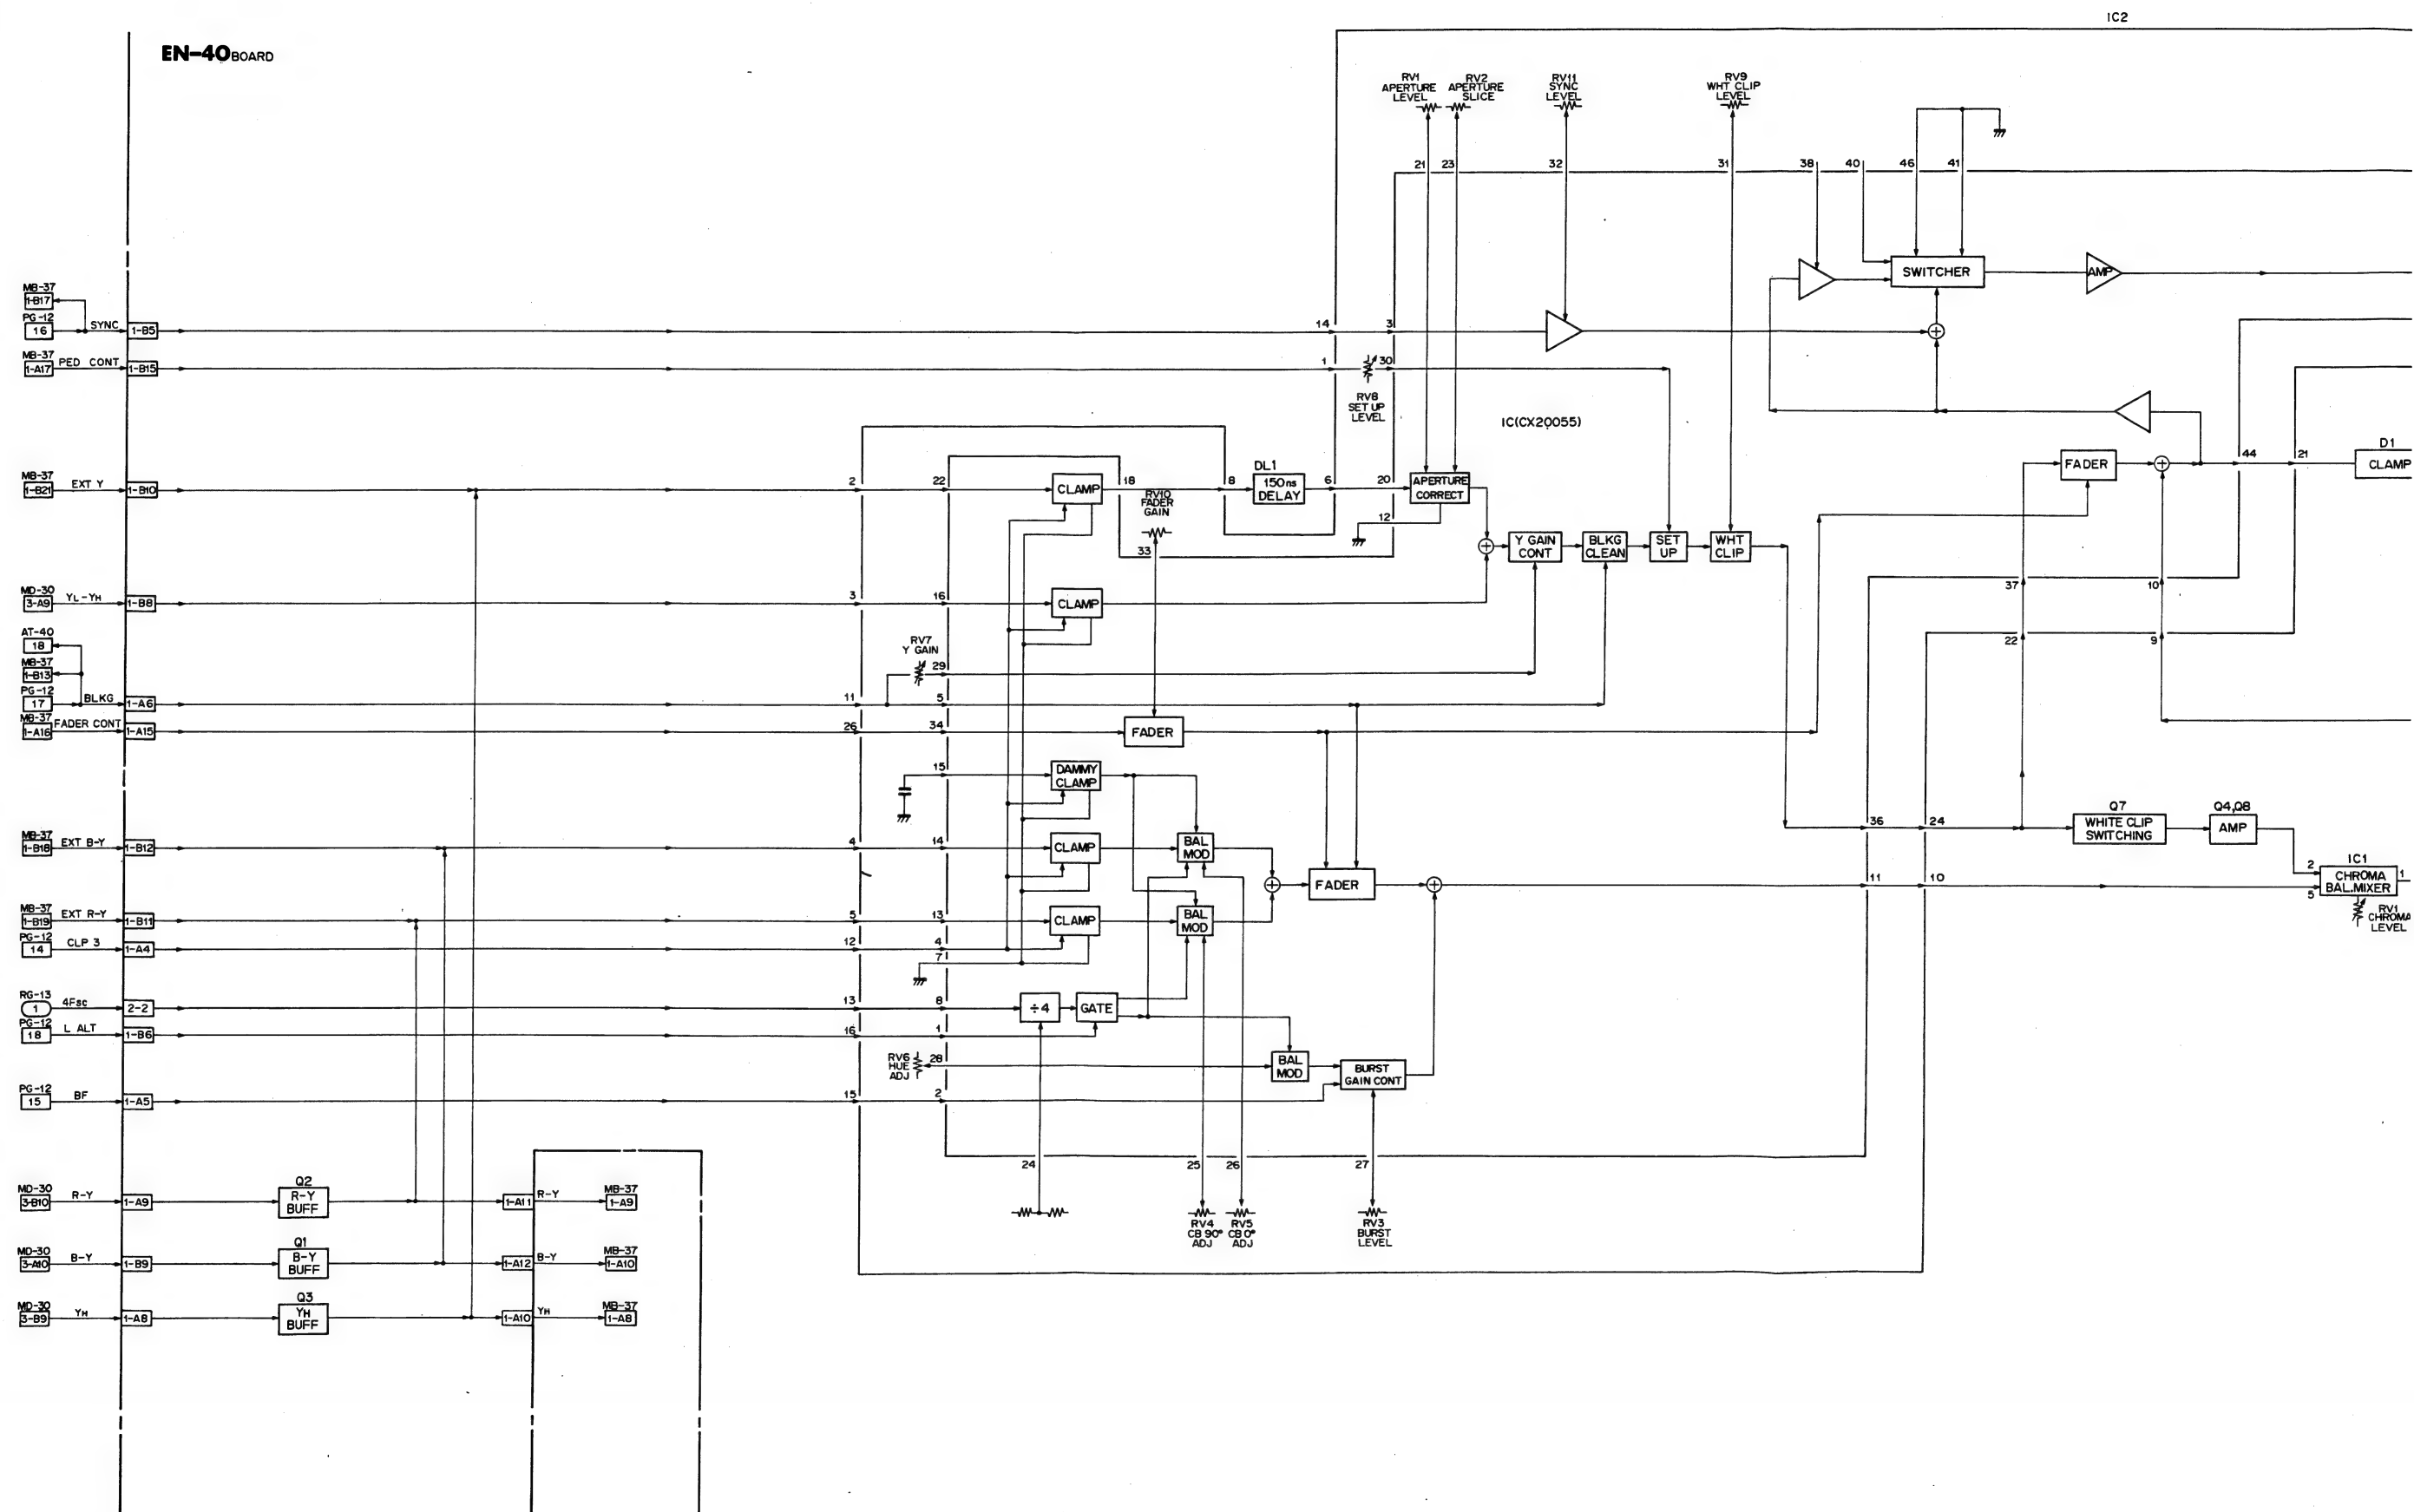 IC2
EN-40 BOARD
RV1
APERTURE
LEVEL
RV2
APERTURE
SLICE
RV11
SYNC
LEVEL
RV9
WHT CLIP
LEVEL
21
23
32
31
38
40
46
41
SWITCHER
AMP
MB-37
1-B17
PG-12
16
SYNC
1-B5
14
3
MB-37
1-A17
PED CONT
1-B15
1
30
RV8
SET UP
LEVEL
IC(CX20055)
MB-37
1-B21
EXT Y
1-B10
2
22
CLAMP
18
RV10
FADER
GAIN
8
DL1
150ns
DELAY
6
20
APERTURE
CORRECT
12
33
FADER
44
21
D1
CLAMP
Y GAIN
CONT
BLKG
CLEAN
SET
UP
WHT
CLIP
37
10
MD-30
3-A9
YL-YH
1-B8
3
16
CLAMP
AT-40
18
MB-37
1-B13
RV7
Y GAIN
29
22
9
PG-12
17
BLKG
1-A6
11
5
MB-37
1-A16
FADER CONT
1-A15
26
34
FADER
15
DAMMY
CLAMP
MB-37
1-B18
EXT B-Y
1-B12
4
14
CLAMP
BAL
MOD
36
24
Q7
WHITE CLIP
SWITCHING
Q4,Q8
AMP
FADER
11
10
2
5
IC1
CHROMA
BAL.MIXER
1
RV1
CHROMA
LEVEL
MB-37
1-B19
EXT R-Y
1-B11
5
13
CLAMP
BAL
MOD
PG-12
14
CLP 3
1-A4
12
4
7
RG-13
1
4Fsc
2-2
13
8
÷4
GATE
PG-12
18
L ALT
1-B6
16
1
RV6
HUE
ADJ
28
BAL
MOD
BURST
GAIN CONT
PG-12
15
BF
1-A5
15
2
24
25
26
27
RV4
CB 90°
ADJ
RV5
CB 0°
ADJ
RV3
BURST
LEVEL
MD-30
3-B10
R-Y
1-A9
Q2
R-Y
BUFF
1-A11
R-Y
MB-37
1-A9
MD-30
3-A10
B-Y
1-B9
Q1
B-Y
BUFF
1-A12
B-Y
MB-37
1-A10
MD-30
3-B9
YH
1-A8
Q3
YH
BUFF
1-A10
YH
MB-37
1-A8